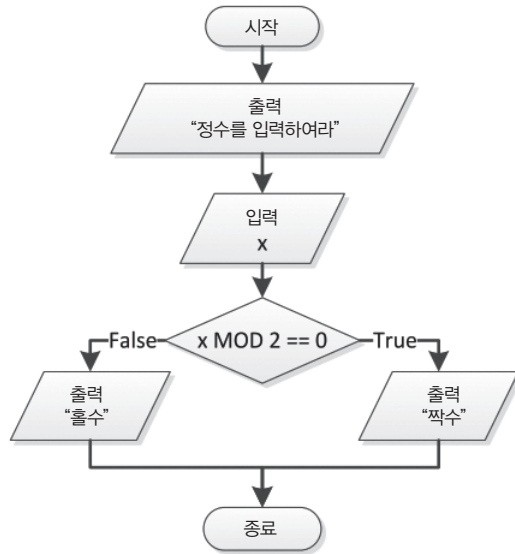 시작
출력
“정수를 입력하여라”
입력
x
False
x MOD 2 == 0
True
출력
“홀수”
출력
“짝수”
종료